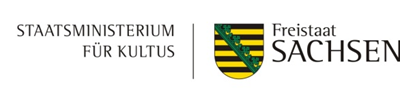 STAATSMINISTERIUM
FÜR KULTUS
Freistaat
SACHSEN